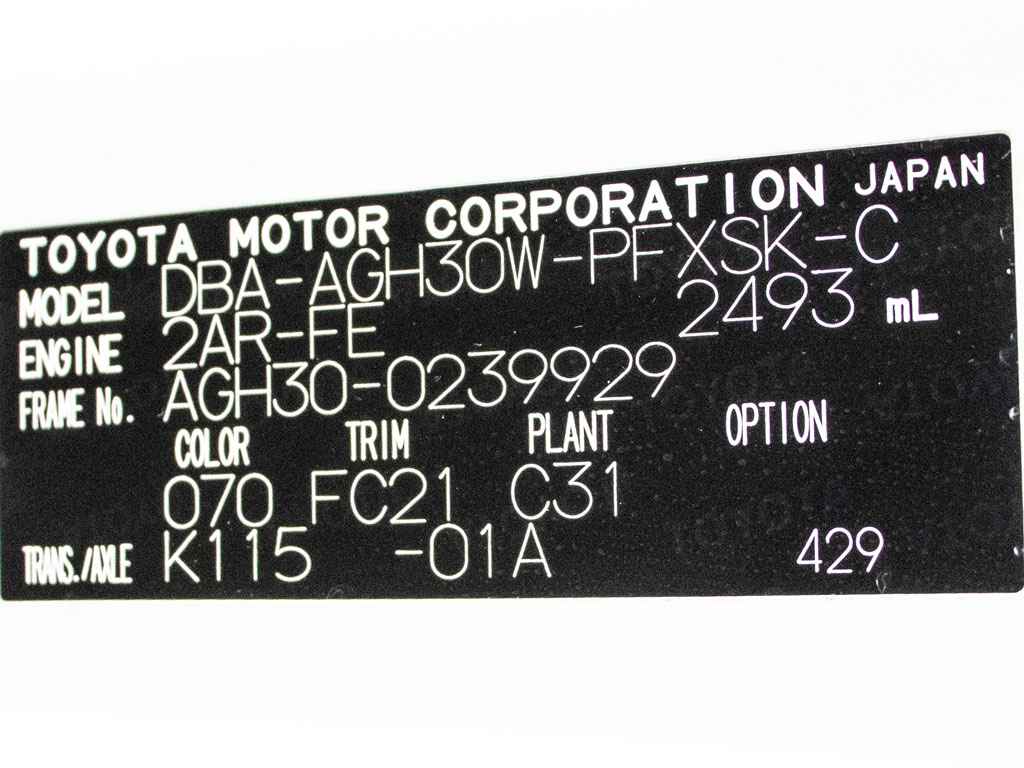 TOYOTA MOTOR CORPORATION JAPAN
MODEL DBA-AGH30W-PFXSK-C
ENGINE 2AR-FE 2493 mL
FRAME No. AGH30-0239929
COLOR TRIM PLANT OPTION
070 FC21 C31
TRANS./AXLE K115 -01A 429